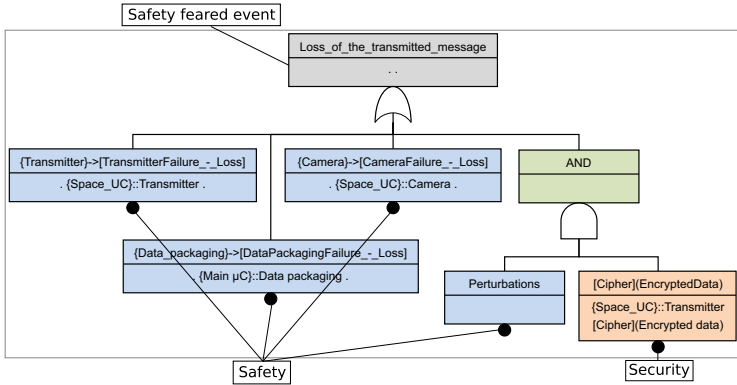 Safety feared event
Loss_of_the_transmitted_message
. .
{Transmitter}->[TransmitterFailure_-_Loss]
. {Space_UC}::Transmitter .
{Camera}->[CameraFailure_-_Loss]
. {Space_UC}::Camera .
AND
{Data_packaging}->[DataPackagingFailure_-_Loss]
. {Main µC}::Data packaging .
Perturbations
[Cipher](EncryptedData)
{Space_UC}::Transmitter
[Cipher](Encrypted data)
Safety
Security